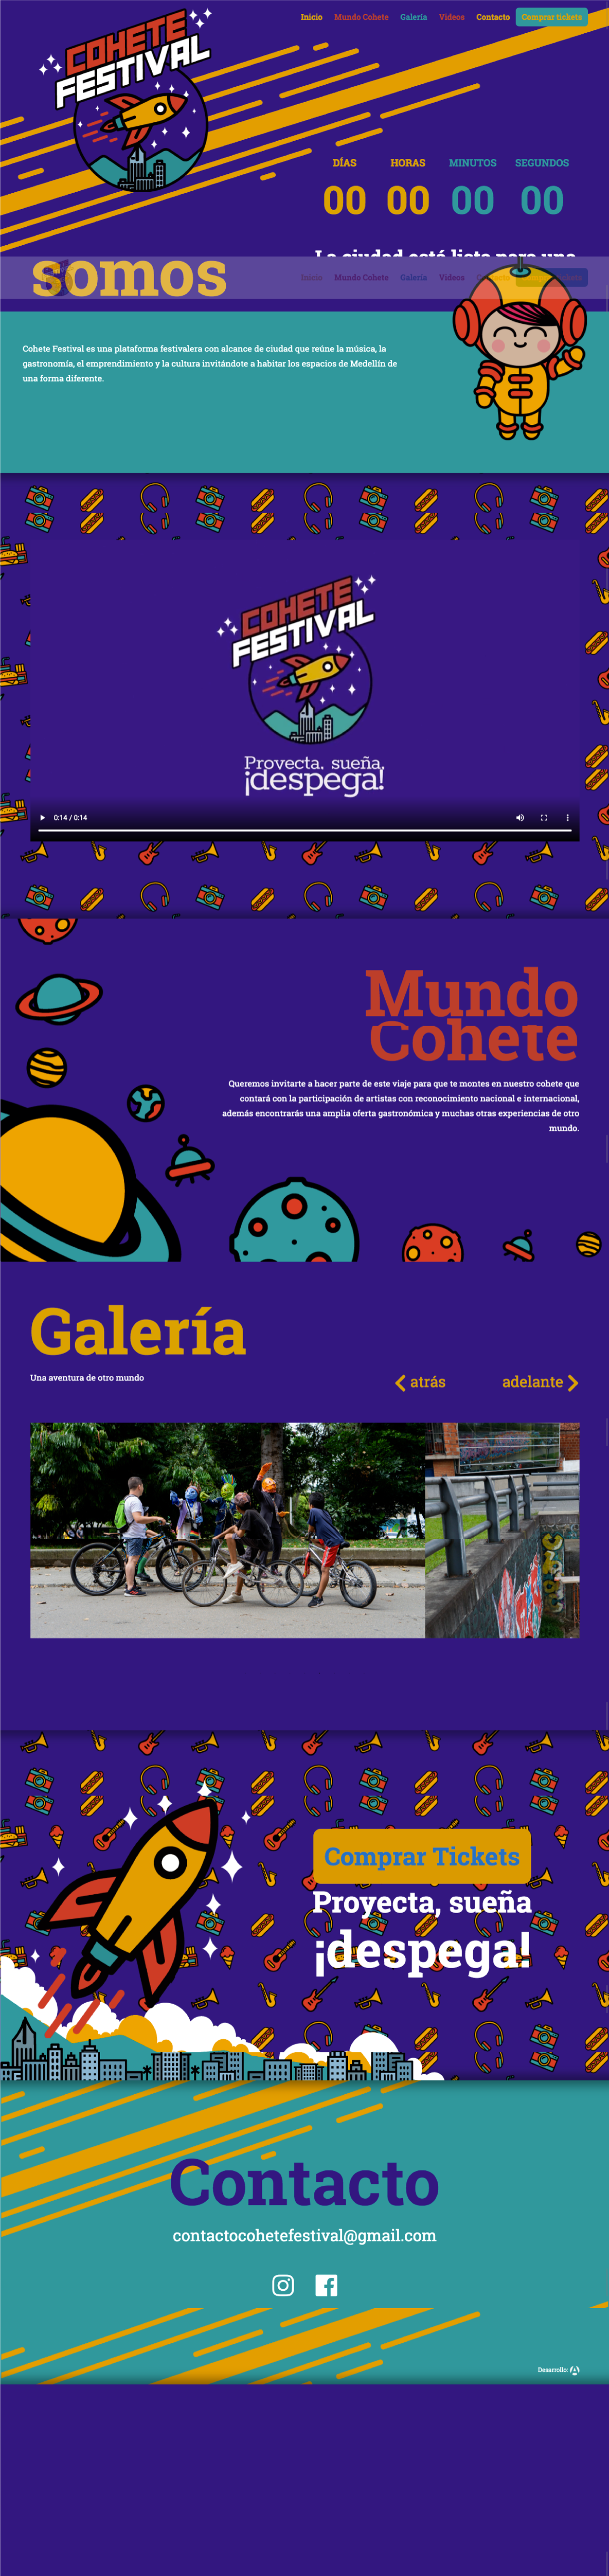 COHETE
FESTIVAL
Inicio Mundo Cohete Galería Videos Contacto Comprar tickets
DÍAS HORAS MINUTOS SEGUNDOS
00 00 00 00
La ciudad está lista para una
somos
Inicio Mundo Cohete Galería Videos
Cohete Festival es una plataforma festivalera con alcance de ciudad que reúne la música, la
gastronomía, el emprendimiento y la cultura invitándote a habitar los espacios de Medellín de
una forma diferente.
COHETE
FESTIVAL
Proyecta, sueña,
¡despega!
0:14 / 0:14
Mundo
Cohete
Queremos invitarte a hacer parte de este viaje para que te montes en nuestro cohete que
contará con la participación de artistas con reconocimiento nacional e internacional,
además encontrarás una amplia oferta gastronómica y muchas otras experiencias de otro
mundo.
Galería
Una aventura de otro mundo
atrás adelante
Comprar Tickets
Proyecta, sueña
¡despega!
Contacto
contactocohetefestival@gmail.com
Desarrollo: